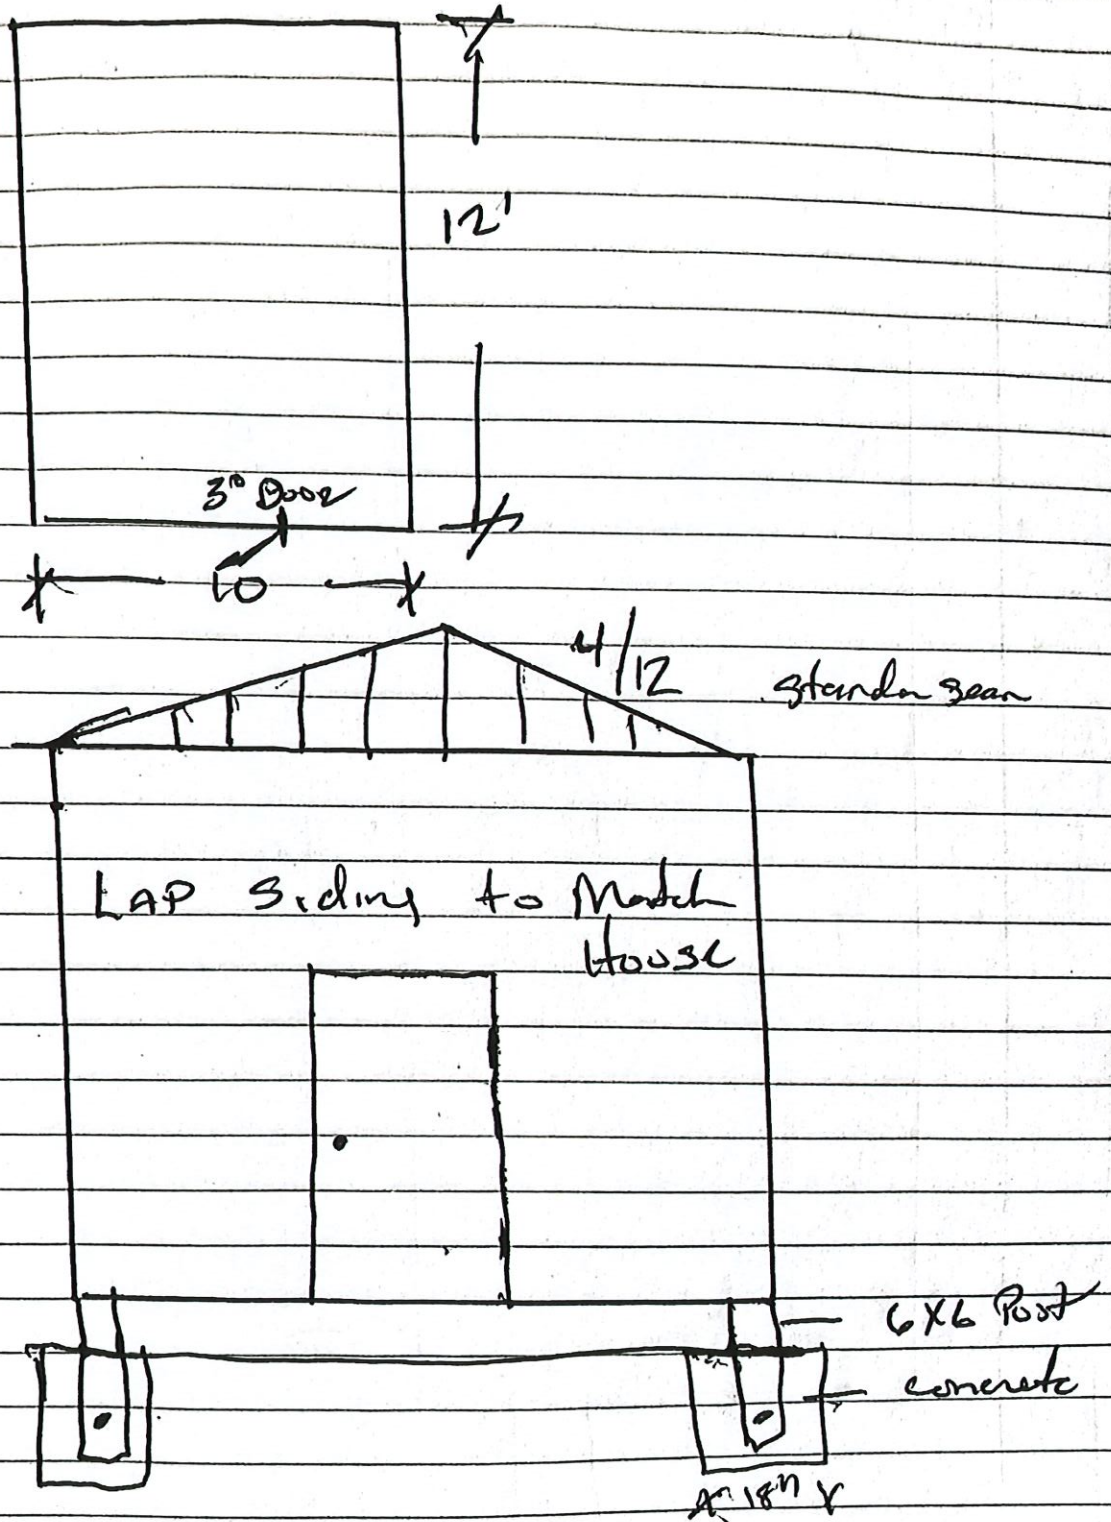 12'
3° Door
10
4/12
LAP Siding to Match
House
6x6 Post
concrete
18"